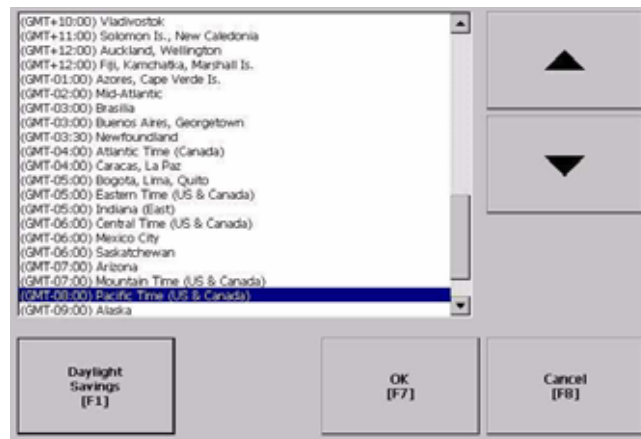 (GMT+10:00) Vladivostok
(GMT+11:00) Solomon Is., New Caledonia
(GMT+12:00) Auckland, Wellington
(GMT+12:00) Fiji, Kamchatka, Marshall Is.
(GMT-01:00) Azores, Cape Verde Is.
(GMT-02:00) Mid-Atlantic
(GMT-03:00) Brasilia
(GMT-03:00) Buenos Aires, Georgetown
(GMT-03:30) Newfoundland
(GMT-04:00) Atlantic Time (Canada)
(GMT-04:00) Caracas, La Paz
(GMT-05:00) Bogota, Lima, Quito
(GMT-05:00) Eastern Time (US & Canada)
(GMT-05:00) Indiana (East)
(GMT-06:00) Central Time (US & Canada)
(GMT-06:00) Mexico City
(GMT-06:00) Saskatchewan
(GMT-07:00) Arizona
(GMT-07:00) Mountain Time (US & Canada)
(GMT-08:00) Pacific Time (US & Canada)
(GMT-09:00) Alaska
Daylight
Savings
[F1]
OK
[F7]
Cancel
[F8]